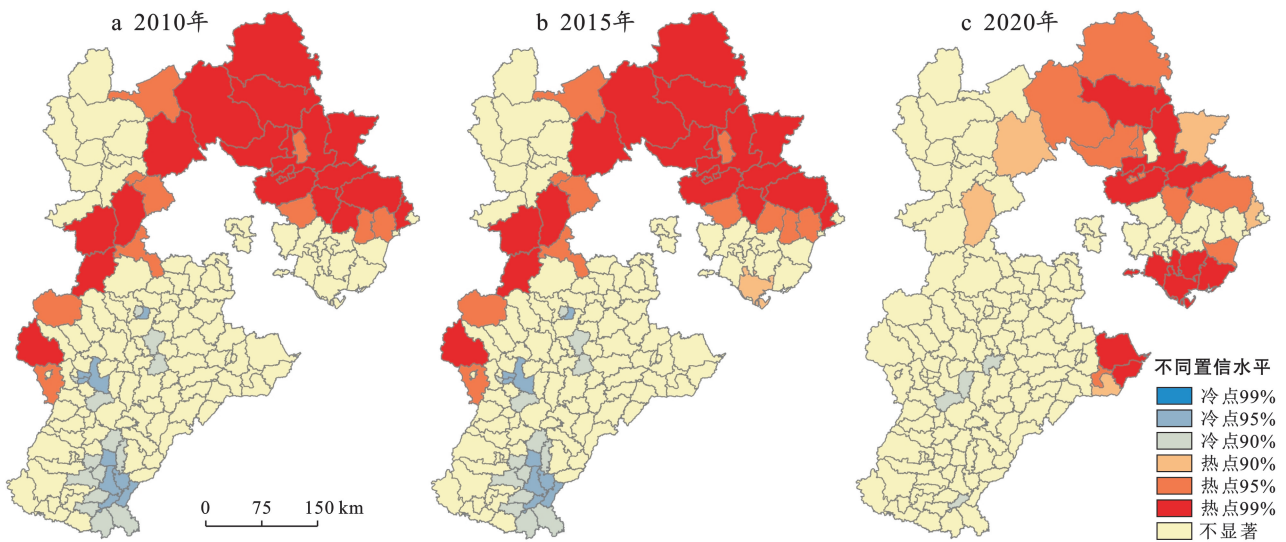 a 2010年
b 2015年
c 2020年
不同置信水平
冷点99%
冷点95%
冷点90%
热点90%
热点95%
热点99%
不显著
0 75 150 km